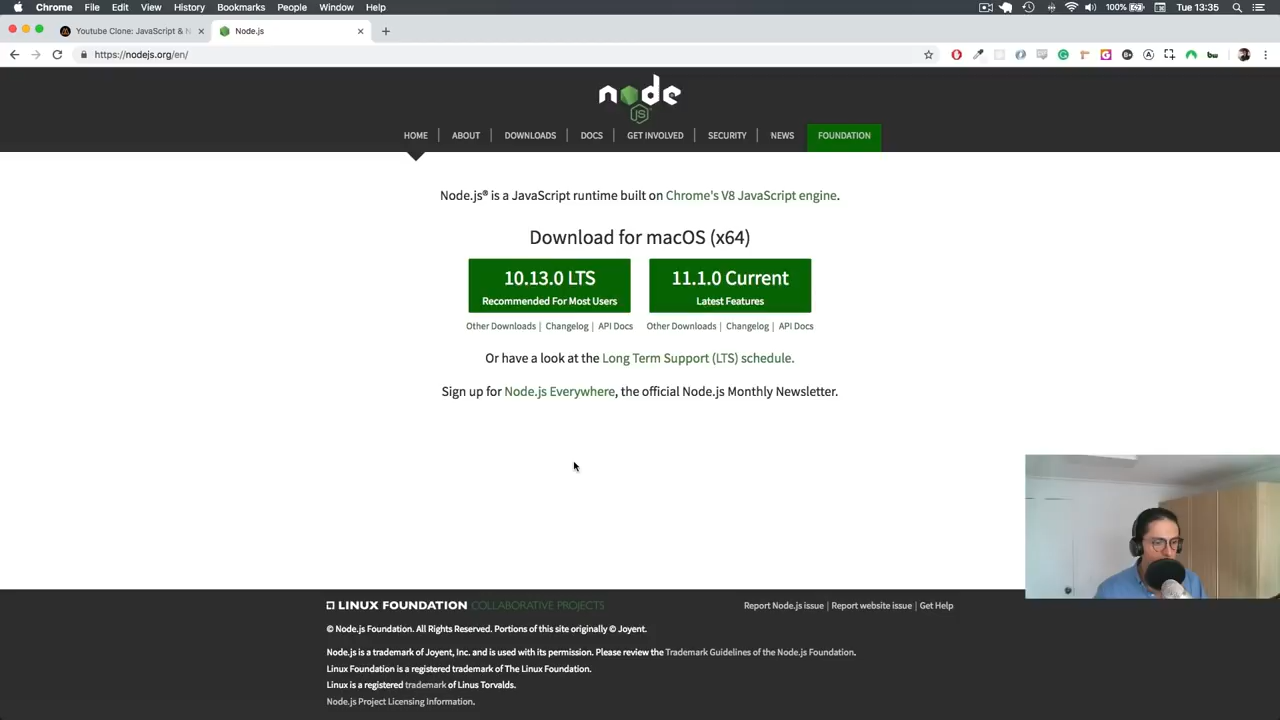 Chrome File Edit View History Bookmarks People Window Help 100% Tue 13:35
Youtube Clone: JavaScript & Node.js
https://nodejs.org/en/
node
JS
HOME | ABOUT | DOWNLOADS | DOCS | GET INVOLVED | SECURITY | NEWS FOUNDATION
Node.js® is a JavaScript runtime built on Chrome's V8 JavaScript engine.
Download for macOS (x64)
10.13.0 LTS 11.1.0 Current
Recommended For Most Users Latest Features
Other Downloads | Changelog | API Docs Other Downloads | Changelog | API Docs
Or have a look at the Long Term Support (LTS) schedule.
Sign up for Node.js Everywhere, the official Node.js Monthly Newsletter.
LINUX FOUNDATION COLLABORATIVE PROJECTS Report Node.js issue | Report website issue | Get Help
© Node.js Foundation. All Rights Reserved. Portions of this site originally © Joyent.
Node.js is a trademark of Joyent, Inc. and is used with its permission. Please review the Trademark Guidelines of the Node.js Foundation.
Linux Foundation is a registered trademark of The Linux Foundation.
Linux is a registered trademark of Linus Torvalds.
Node.js Project Licensing Information.